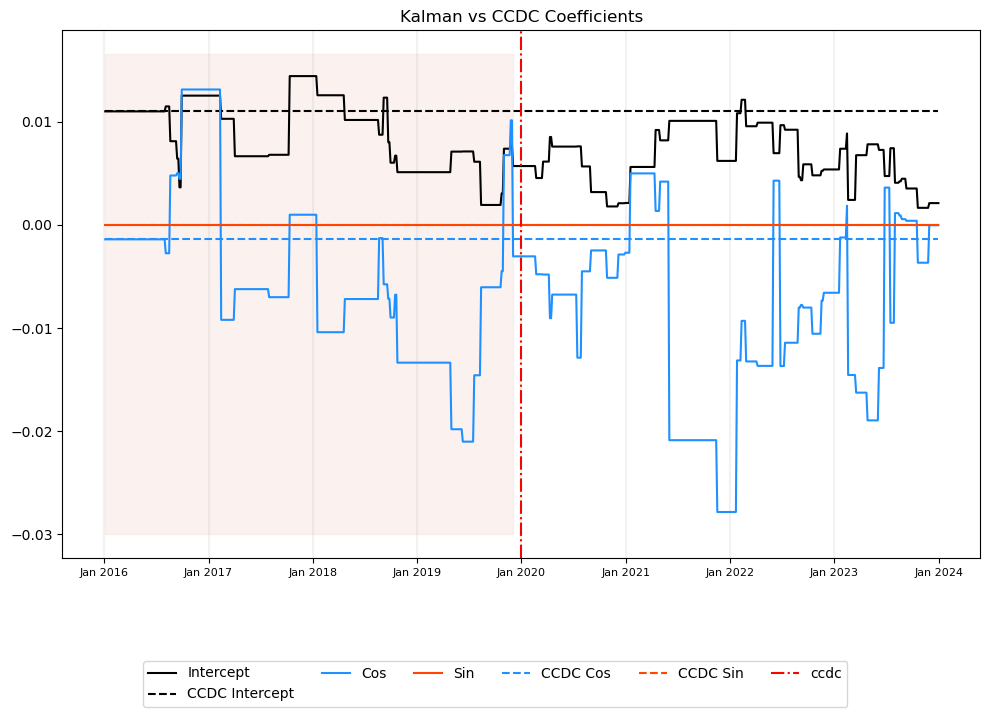 Kalman vs CCDC Coefficients
0.01
0.00
−0.01
−0.02
−0.03
Jan 2016 Jan 2017 Jan 2018 Jan 2019 Jan 2020 Jan 2021 Jan 2022 Jan 2023 Jan 2024
Intercept Cos Sin CCDC Cos CCDC Sin ccdc
CCDC Intercept